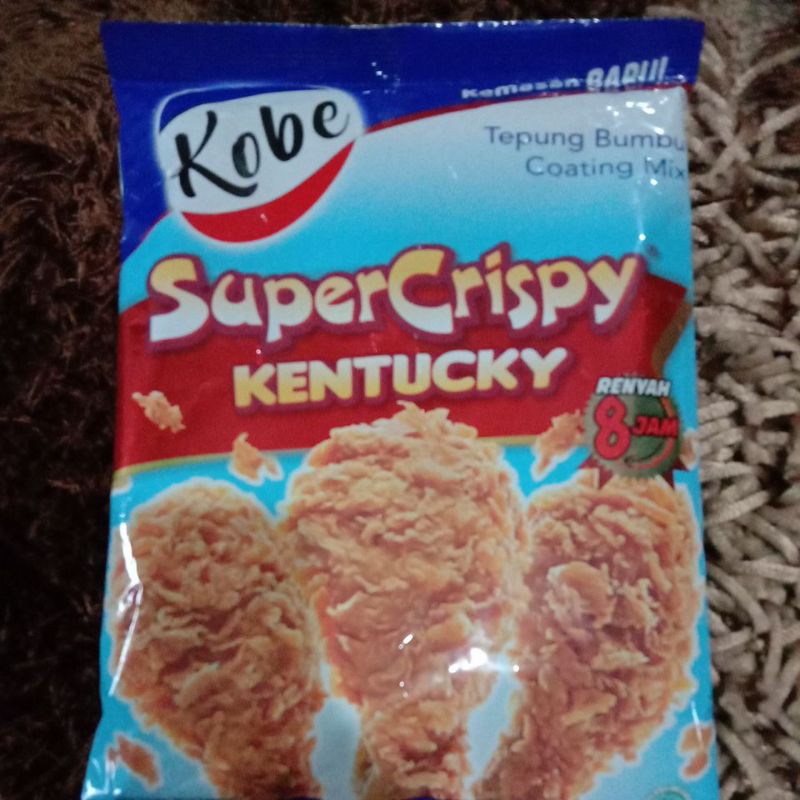 Kemasan BARU!
Kobe
Tepung Bumbu
Coating Mix
SuperCrispy
KENTUCKY
RENYAH
8 JAM